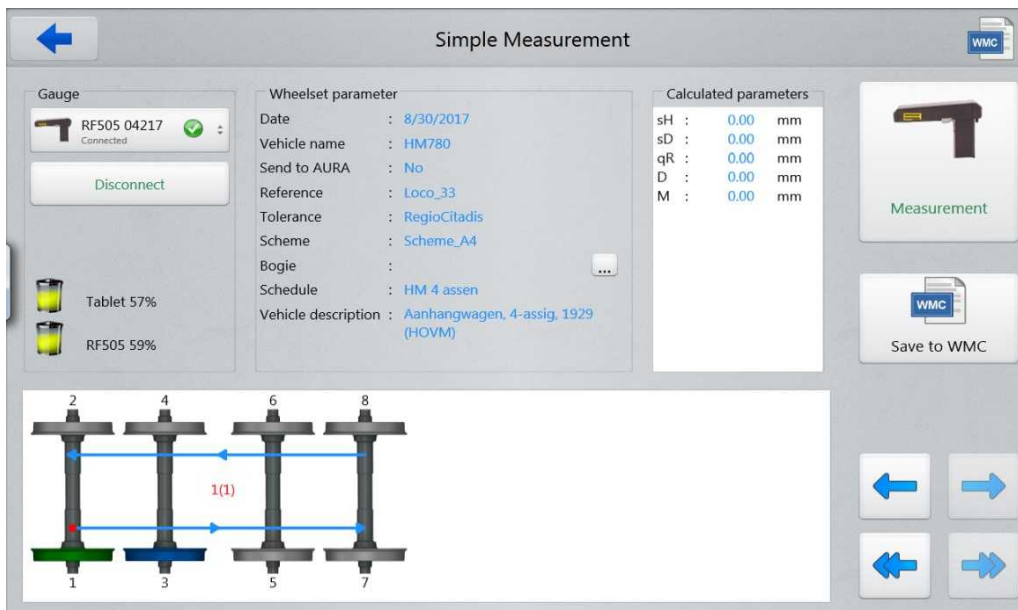 Simple Measurement
WMC
Gauge
RF505 04217
Connected
Disconnect
Tablet 57%
RF505 59%
Wheelset parameter
Date : 8/30/2017
Vehicle name : HM780
Send to AURA : No
Reference : Loco_33
Tolerance : RegioCitadis
Scheme : Scheme_A4
Bogie :
...
Schedule : HM 4 assen
Vehicle description : Aanhangwagen, 4-assig, 1929
(HOVM)
Calculated parameters
sH : 0.00 mm
sD : 0.00 mm
qR : 0.00 mm
D : 0.00 mm
M : 0.00 mm
Measurement
WMC
Save to WMC
2 4 6 8
1(1)
1 3 5 7